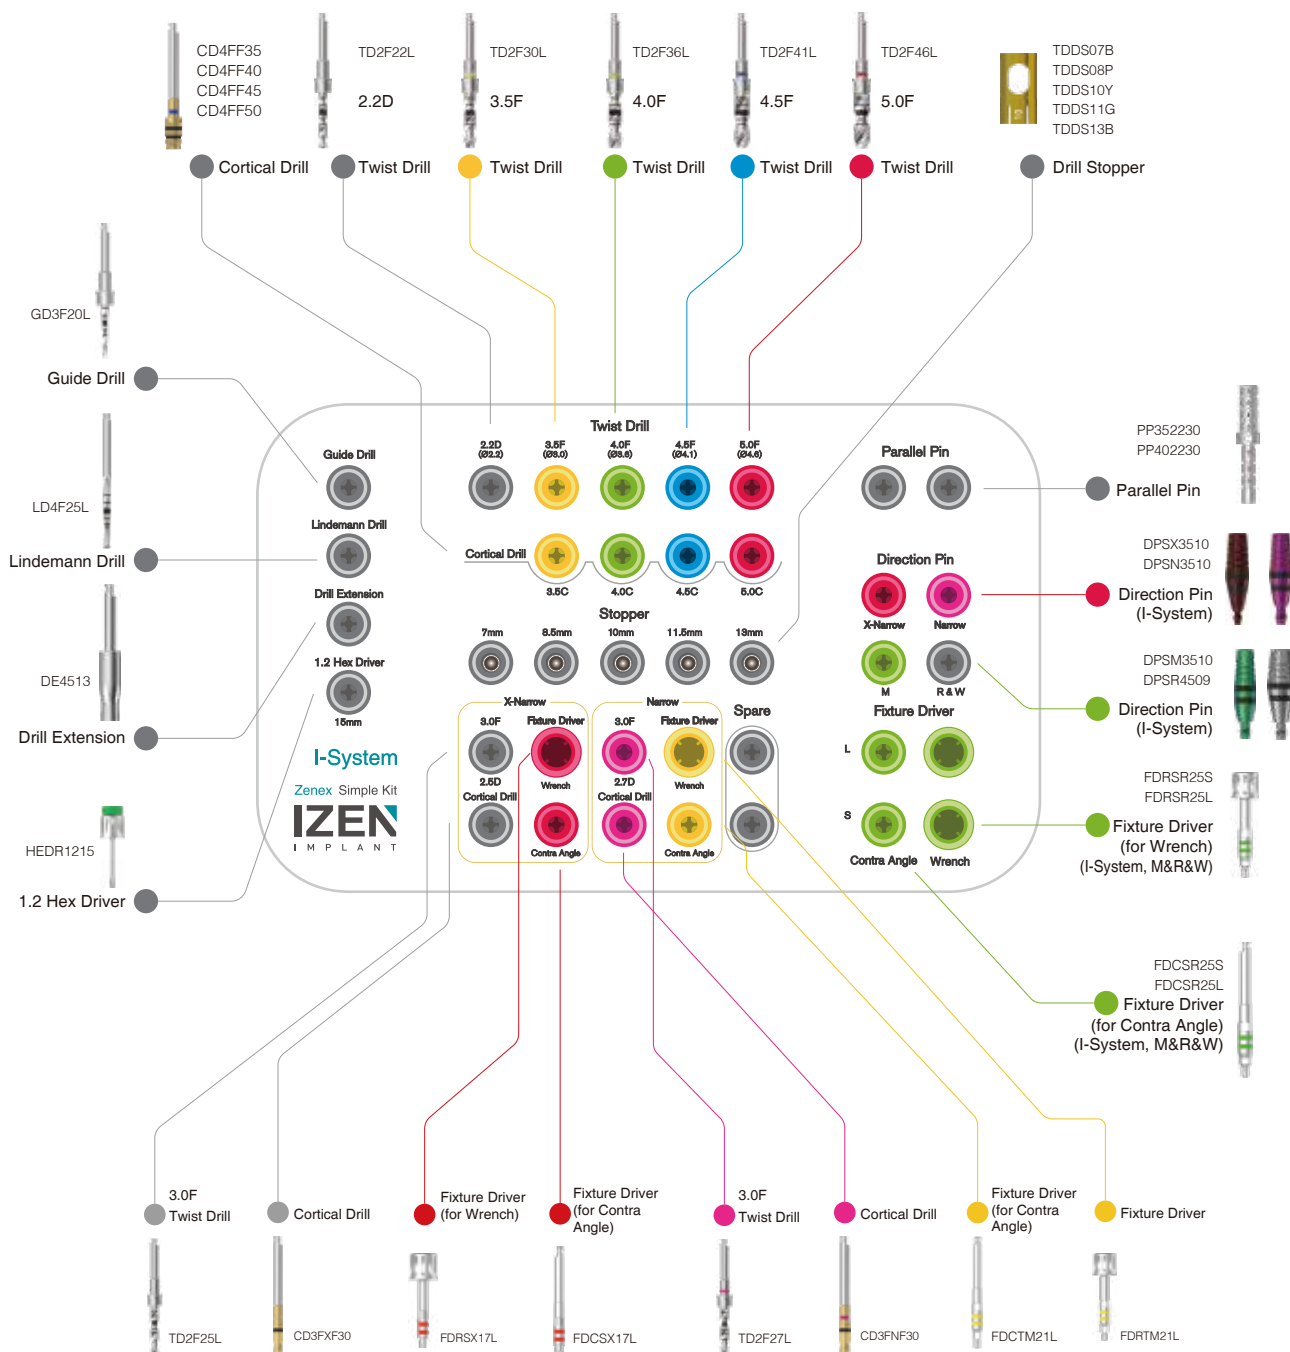 CD4FF35
CD4FF40
CD4FF45
CD4FF50
Cortical Drill
TD2F22L
2.2D
Twist Drill
TD2F30L
3.5F
Twist Drill
TD2F36L
4.0F
Twist Drill
TD2F41L
4.5F
Twist Drill
TD2F46L
5.0F
Twist Drill
TDDS07B
TDDS08P
TDDS10Y
TDDS11G
TDDS13B
Drill Stopper
GD3F20L
Guide Drill
LD4F25L
Lindemann Drill
DE4513
Drill Extension
HEDR1215
1.2 Hex Driver
Guide Drill
Lindemann Drill
Drill Extension
1.2 Hex Driver
15mm
I-System
Zenex Simple Kit
IZEN
IMPLANT
Twist Drill
2.2D
(Ø2.2)
3.5F
(Ø3.0)
4.0F
(Ø3.6)
4.5F
(Ø4.1)
5.0F
(Ø4.6)
Cortical Drill
3.5C
4.0C
4.5C
5.0C
Stopper
7mm
8.5mm
10mm
11.5mm
13mm
X-Narrow
3.0F
Fixture Driver
2.5D
Wrench
Cortical Drill
Contra Angle
Narrow
3.0F
Fixture Driver
2.7D
Wrench
Cortical Drill
Contra Angle
Spare
Parallel Pin
Direction Pin
X-Narrow
Narrow
M
R & W
Fixture Driver
L
S
Contra Angle
Wrench
PP352230
PP402230
Parallel Pin
DPSX3510
DPSN3510
Direction Pin
(I-System)
DPSM3510
DPSR4509
Direction Pin
(I-System)
FDRSR25S
FDRSR25L
Fixture Driver
(for Wrench)
(I-System, M&R&W)
FDCSR25S
FDCSR25L
Fixture Driver
(for Contra Angle)
(I-System, M&R&W)
3.0F
Twist Drill
TD2F25L
Cortical Drill
CD3FXF30
Fixture Driver
(for Wrench)
FDRSX17L
Fixture Driver
(for Contra
Angle)
FDCSX17L
3.0F
Twist Drill
TD2F27L
Cortical Drill
CD3FNF30
Fixture Driver
(for Contra
Angle)
FDCTM21L
Fixture Driver
FDRTM21L